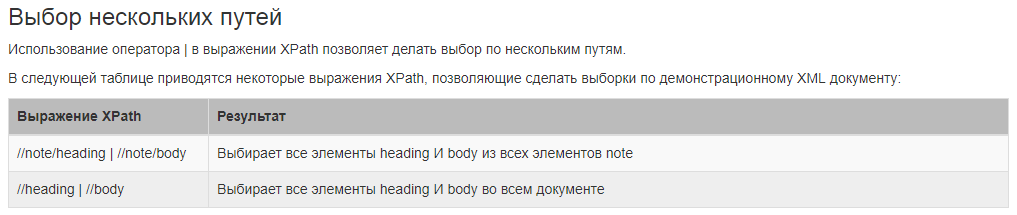 Выбор нескольких путей
Использование оператора | в выражении XPath позволяет делать выбор по нескольким путям.
В следующей таблице приводятся некоторые выражения XPath, позволяющие сделать выборки по демонстрационному XML документу:
Выражение XPath Результат
//note/heading | //note/body Выбирает все элементы heading И body из всех элементов note
//heading | //body Выбирает все элементы heading И body во всем документе